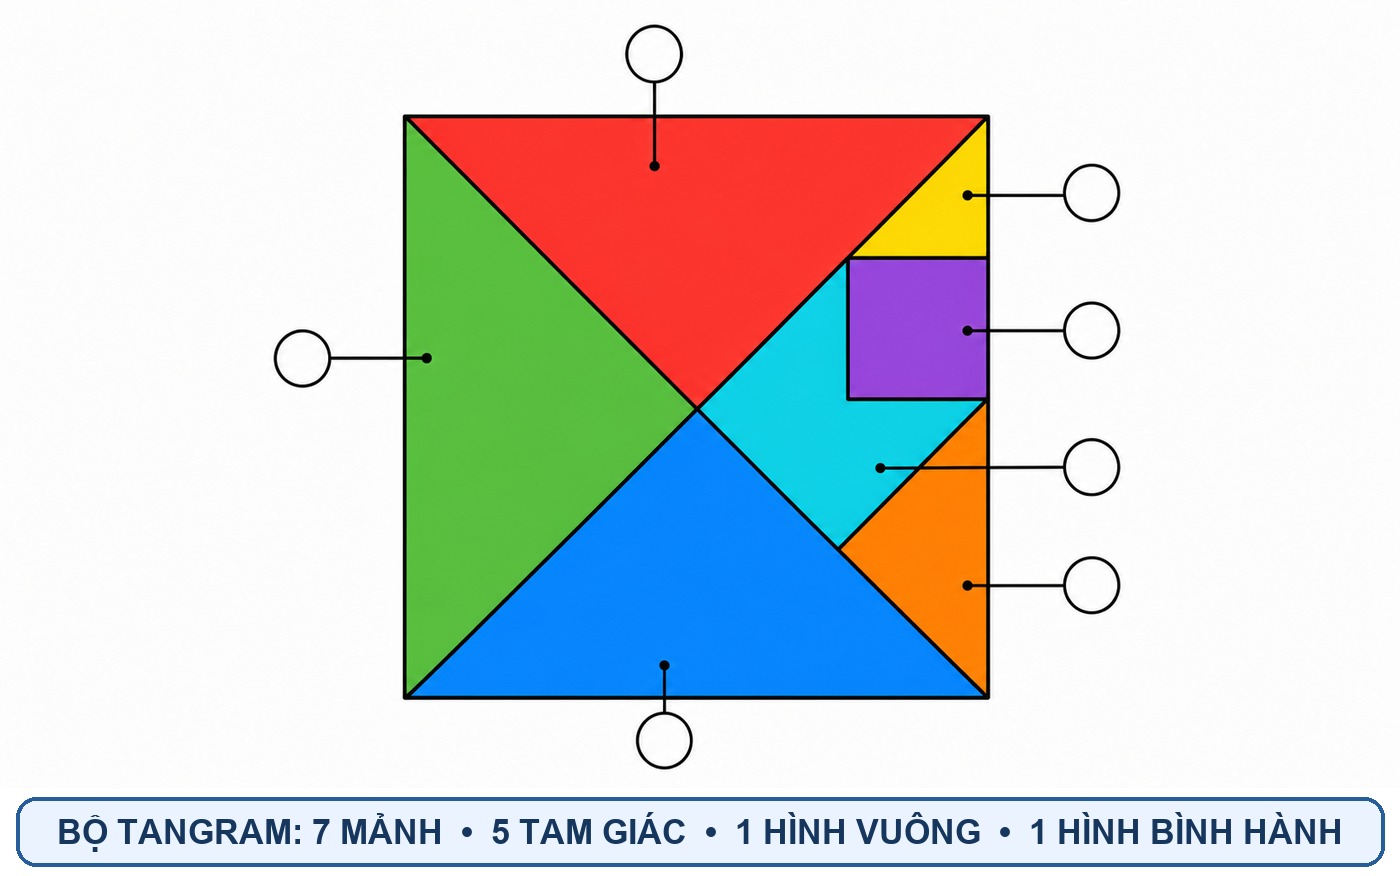 BỘ TANGRAM: 7 MẢNH • 5 TAM GIÁC • 1 HÌNH VUÔNG • 1 HÌNH BÌNH HÀNH